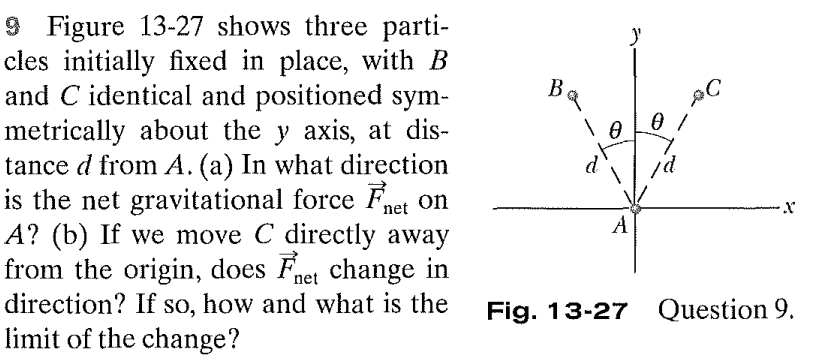 9 Figure 13-27 shows three parti-
cles initially fixed in place, with B
and C identical and positioned sym-
metrically about the y axis, at dis-
tance d from A. (a) In what direction
is the net gravitational force F⃗net on
A? (b) If we move C directly away
from the origin, does F⃗net change in
direction? If so, how and what is the
limit of the change?
y
B
C
θ θ
d d
x
A
Fig. 13-27 Question 9.